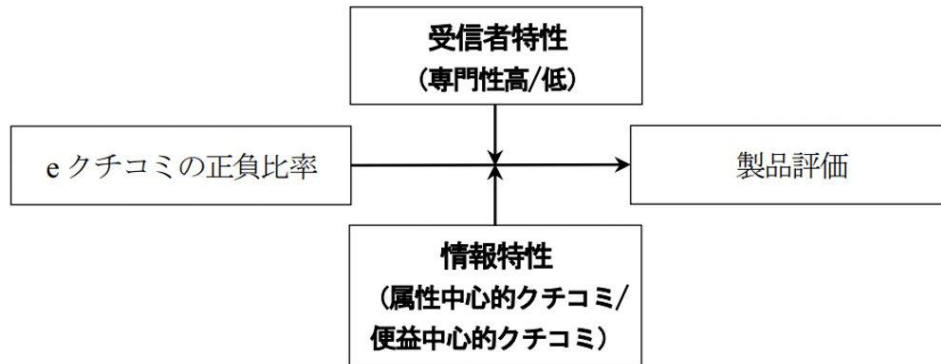 受信者特性
(専門性高/低)
e クチコミの正負比率
製品評価
情報特性
(属性中心的クチコミ/
便益中心的クチコミ)